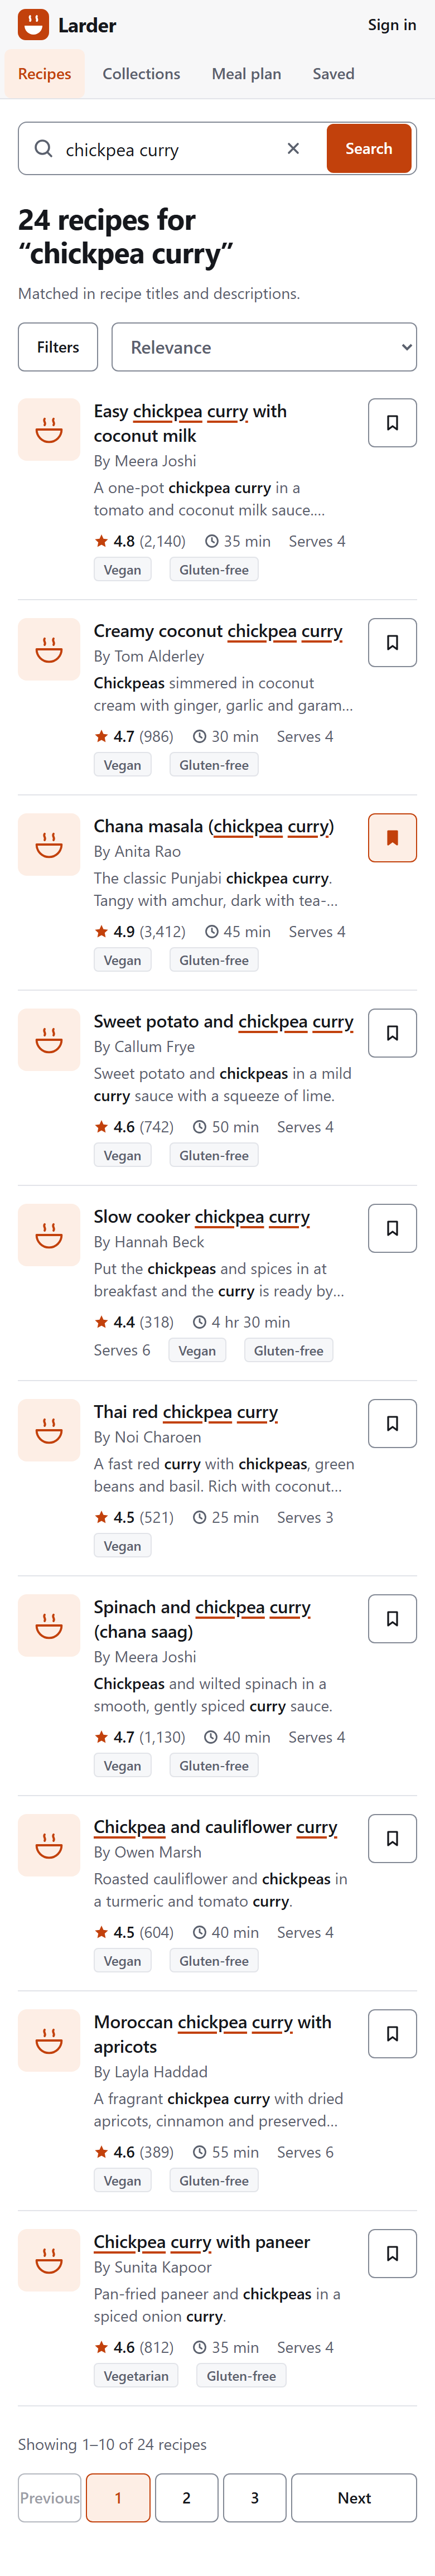 Larder
Sign in
Recipes
Collections
Meal plan
Saved
chickpea curry
Search
24 recipes for
“chickpea curry”
Matched in recipe titles and descriptions.
Filters
Relevance
Easy chickpea curry with
coconut milk
By Meera Joshi
A one-pot chickpea curry in a
tomato and coconut milk sauce....
4.8 (2,140) 35 min Serves 4
Vegan Gluten-free
Creamy coconut chickpea curry
By Tom Alderley
Chickpeas simmered in coconut
cream with ginger, garlic and garam...
4.7 (986) 30 min Serves 4
Vegan Gluten-free
Chana masala (chickpea curry)
By Anita Rao
The classic Punjabi chickpea curry.
Tangy with amchur, dark with tea-...
4.9 (3,412) 45 min Serves 4
Vegan Gluten-free
Sweet potato and chickpea curry
By Callum Frye
Sweet potato and chickpeas in a mild
curry sauce with a squeeze of lime.
4.6 (742) 50 min Serves 4
Vegan Gluten-free
Slow cooker chickpea curry
By Hannah Beck
Put the chickpeas and spices in at
breakfast and the curry is ready by...
4.4 (318) 4 hr 30 min
Serves 6 Vegan Gluten-free
Thai red chickpea curry
By Noi Charoen
A fast red curry with chickpeas, green
beans and basil. Rich with coconut...
4.5 (521) 25 min Serves 3
Vegan
Spinach and chickpea curry
(chana saag)
By Meera Joshi
Chickpeas and wilted spinach in a
smooth, gently spiced curry sauce.
4.7 (1,130) 40 min Serves 4
Vegan Gluten-free
Chickpea and cauliflower curry
By Owen Marsh
Roasted cauliflower and chickpeas in
a turmeric and tomato curry.
4.5 (604) 40 min Serves 4
Vegan Gluten-free
Moroccan chickpea curry with
apricots
By Layla Haddad
A fragrant chickpea curry with dried
apricots, cinnamon and preserved...
4.6 (389) 55 min Serves 6
Vegan Gluten-free
Chickpea curry with paneer
By Sunita Kapoor
Pan-fried paneer and chickpeas in a
spiced onion curry.
4.6 (812) 35 min Serves 4
Vegetarian Gluten-free
Showing 1–10 of 24 recipes
Previous 1 2 3 Next